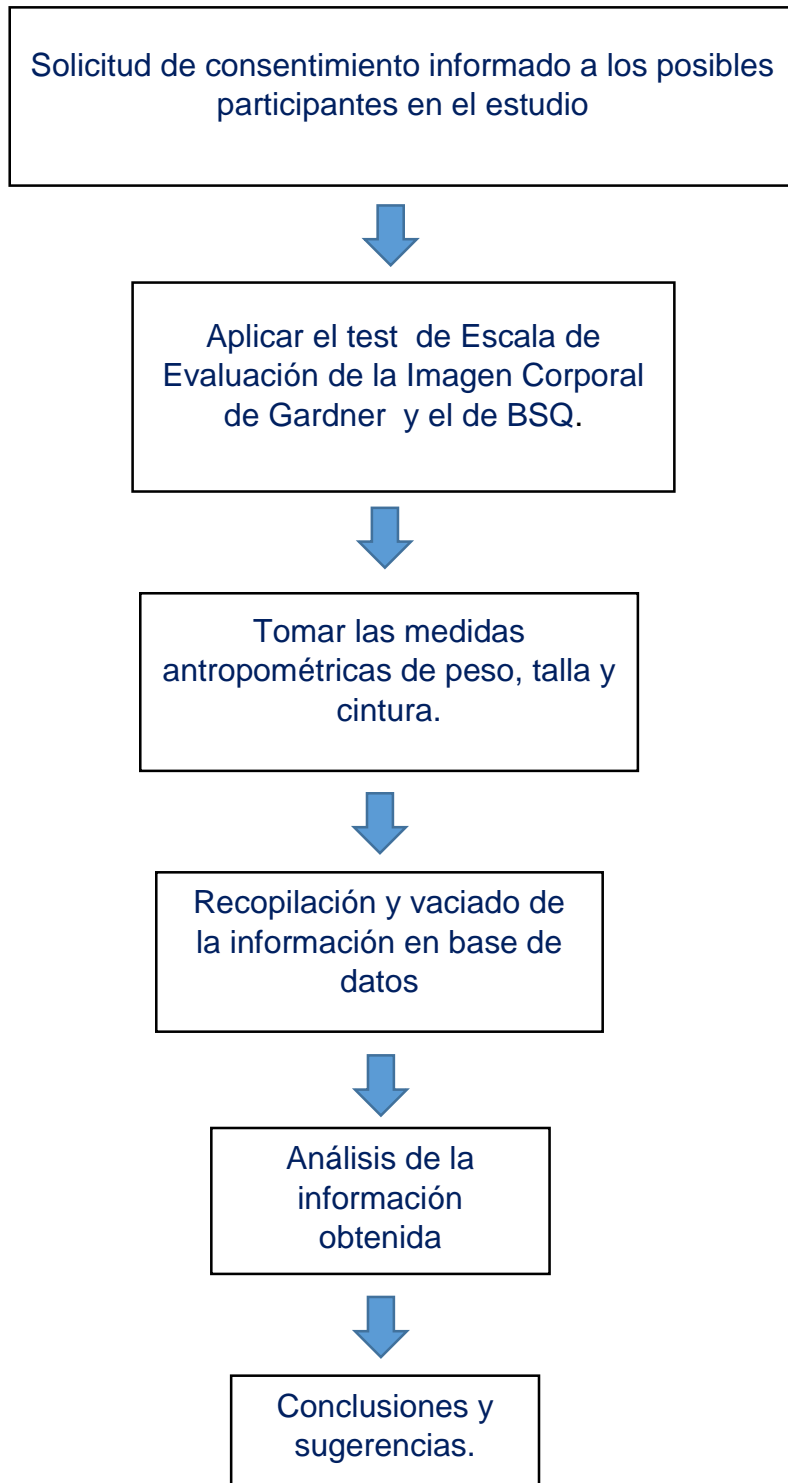 Solicitud de consentimiento informado a los posibles
participantes en el estudio
Aplicar el test  de Escala de
Evaluación de la Imagen Corporal
de Gardner  y el de BSQ.
Tomar las medidas
antropométricas de peso, talla y
cintura.
Recopilación y vaciado de
la información en base de
datos
Análisis de la
información
obtenida
Conclusiones y
sugerencias.